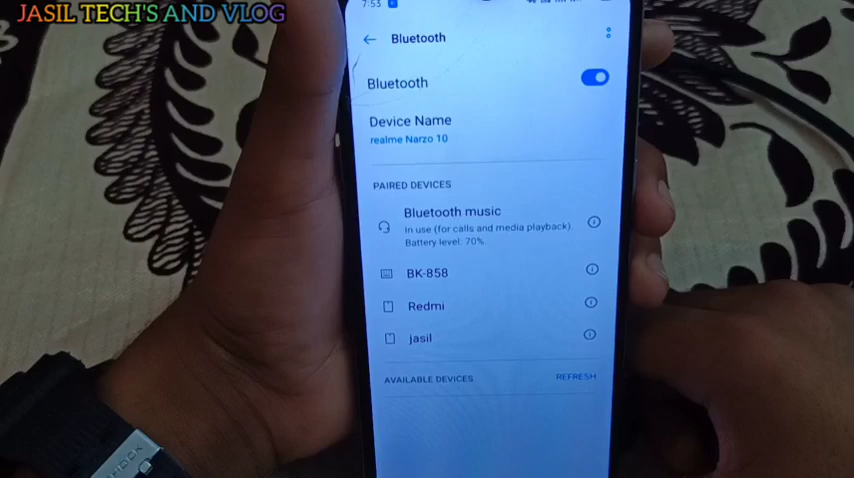 JASIL TECH'S AND VLOG
7:53
Bluetooth
Bluetooth
Device Name
realme Narzo 10
PAIRED DEVICES
Bluetooth music
In use (for calls and media playback).
Battery level: 70%.
BK-858
Redmi
jasil
AVAILABLE DEVICES REFRESH